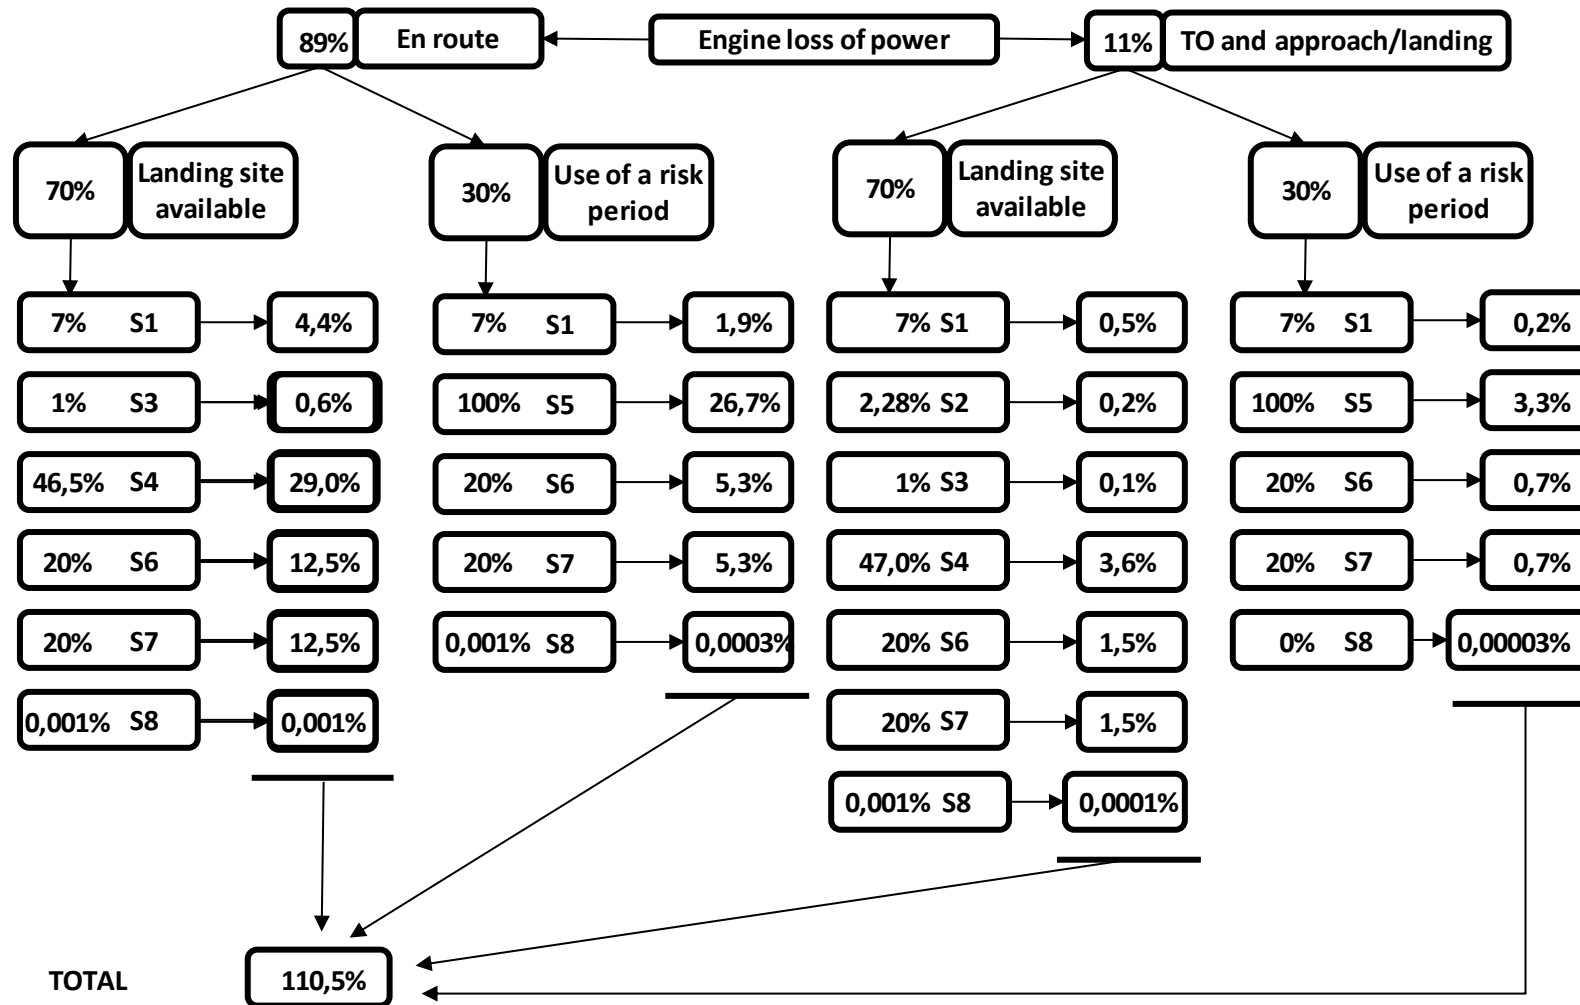 89% En route Engine loss of power 11% TO and approach/landing
70% Landing site available
30% Use of a risk period
70% Landing site available
30% Use of a risk period
7% S1 4,4% 7% S1 1,9% 7% S1 0,5% 7% S1 0,2%
1% S3 0,6% 100% S5 26,7% 2,28% S2 0,2% 100% S5 3,3%
46,5% S4 29,0% 20% S6 5,3% 1% S3 0,1% 20% S6 0,7%
20% S6 12,5% 20% S7 5,3% 47,0% S4 3,6% 20% S7 0,7%
20% S7 12,5% 0,001% S8 0,0003% 20% S6 1,5% 0% S8 0,00003%
0,001% S8 0,001% 20% S7 1,5%
0,001% S8 0,0001%
TOTAL 110,5%